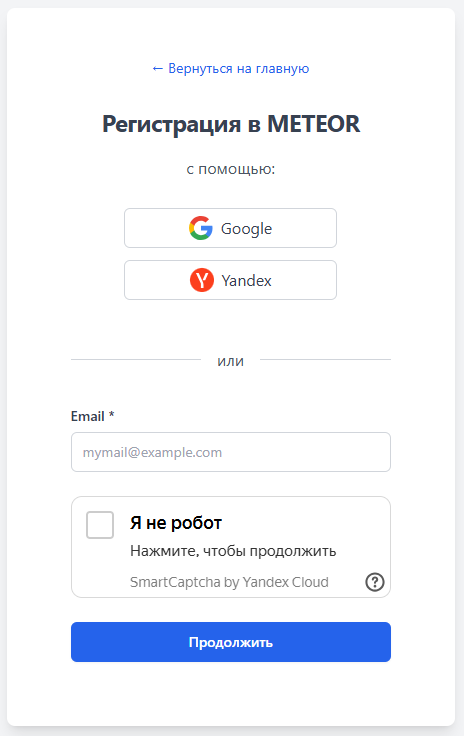 ← Вернуться на главную
Регистрация в METEOR
с помощью:
Google
Yandex
или
Email *
mymail@example.com
Я не робот
Нажмите, чтобы продолжить
SmartCaptcha by Yandex Cloud
Продолжить